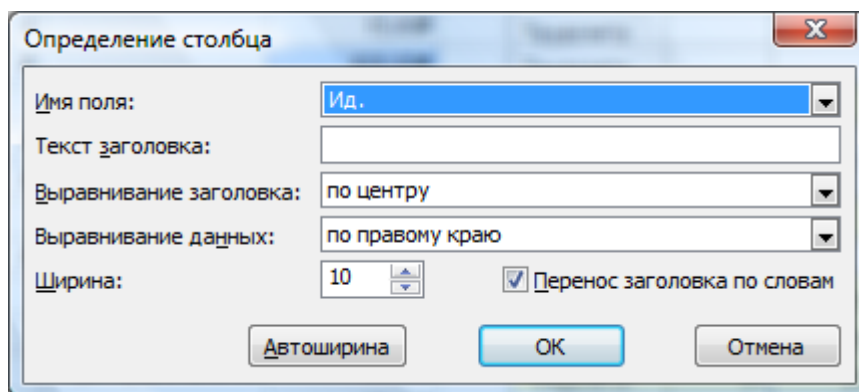 Определение столбца
Имя поля: Ид.
Текст заголовка:
Выравнивание заголовка: по центру
Выравнивание данных: по правому краю
Ширина: 10 Перенос заголовка по словам
Автоширина ОК Отмена